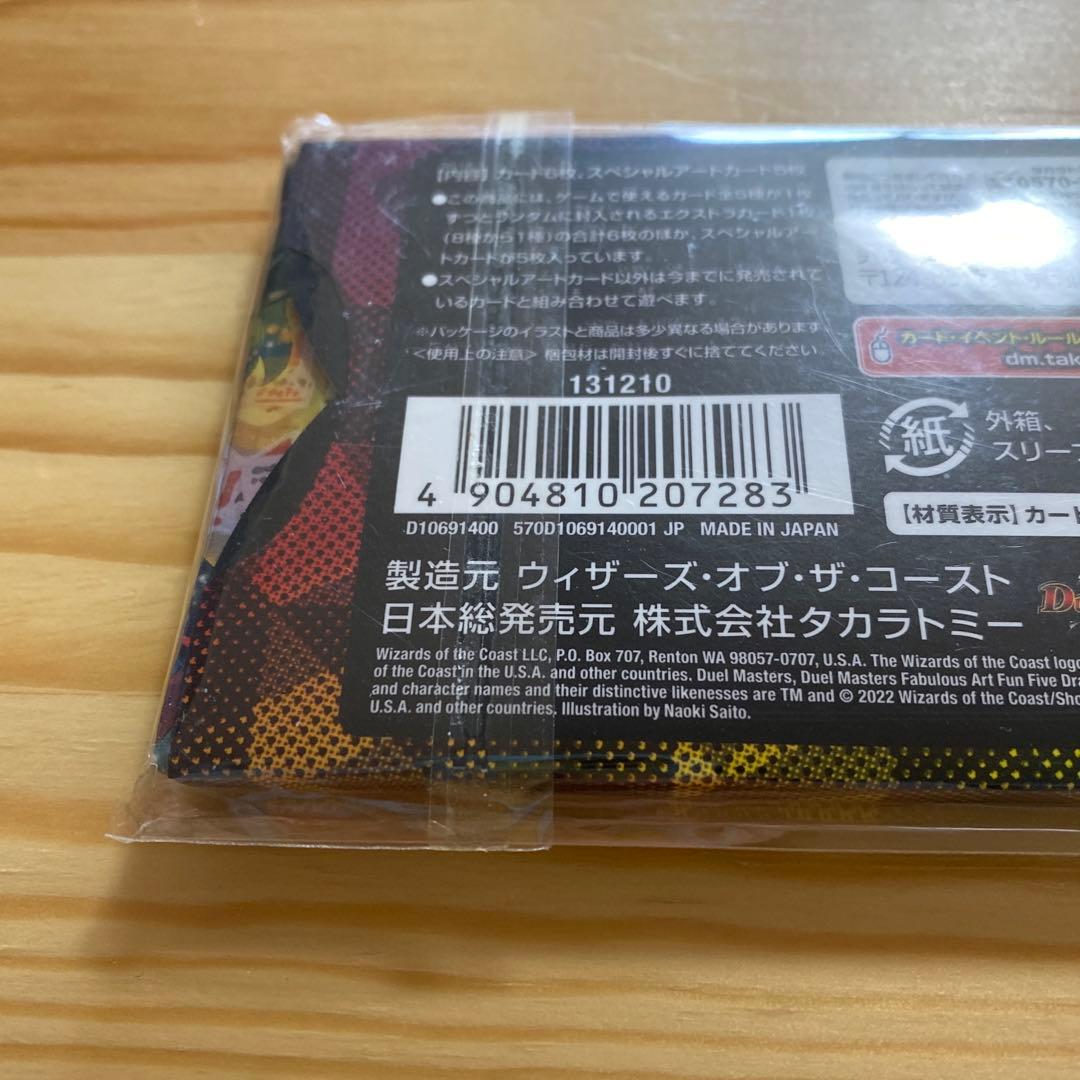 【内容】カード6枚、スペシャルアートカード5枚
●この商品には、ゲームで使えるカード全5種が1枚
ずつとランダムに封入されるエクストラカード1枚
(8種から1種)の合計6枚のほか、スペシャルアー
トカードが5枚入っています。
●スペシャルアートカード以外は今までに発売されて
いるカードと組み合わせて遊べます。
※パッケージのイラストと商品は多少異なる場合があります
<使用上の注意> 梱包材は開封後すぐに捨ててください
131210
4 904810 207283
D10691400 570D1069140001 JP MADE IN JAPAN
製造元 ウィザーズ・オブ・ザ・コースト
日本総発売元 株式会社タカラトミー
Wizards of the Coast LLC, P.O. Box 707, Renton WA 98057-0707, U.S.A. The Wizards of the Coast logo
of the Coast in the U.S.A. and other countries. Duel Masters, Duel Masters Fabulous Art Fun Five Dra
and character names and their distinctive likenesses are TM and © 2022 Wizards of the Coast/Sho
U.S.A. and other countries. Illustration by Naoki Saito.
0570-
カード・イベント・ルール
dm.tak
紙
外箱、
スリーブ
【材質表示】カード